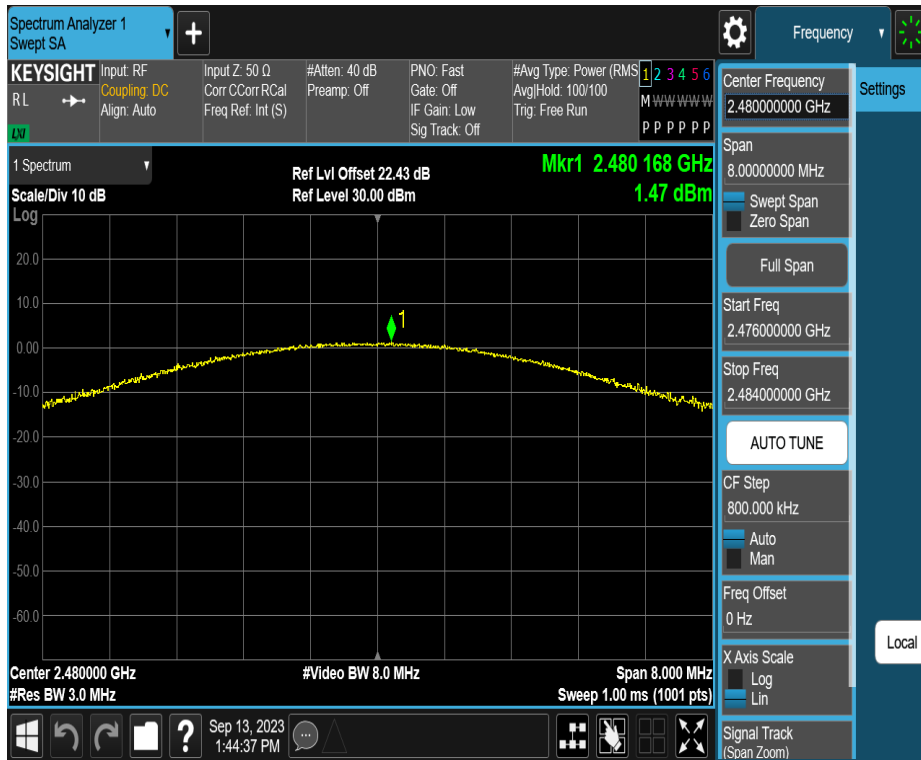 Spectrum Analyzer 1
Swept SA
Frequency
KEYSIGHT
R L
LXI
Input: RF
Coupling: DC
Align: Auto
Input Z: 50 Ω
Corr CCorr RCal
Freq Ref: Int (S)
#Atten: 40 dB
Preamp: Off
PNO: Fast
Gate: Off
IF Gain: Low
Sig Track: Off
#Avg Type: Power (RMS
Avg|Hold: 100/100
Trig: Free Run
1 2 3 4 5 6
M W W W W W
P P P P P P
1 Spectrum
Scale/Div 10 dB
Log
Ref Lvl Offset 22.43 dB
Ref Level 30.00 dBm
Mkr1 2.480 168 GHz
1.47 dBm
20.0
10.0
0.00
-10.0
-20.0
-30.0
-40.0
-50.0
-60.0
1
Center 2.480000 GHz
#Res BW 3.0 MHz
#Video BW 8.0 MHz
Span 8.000 MHz
Sweep 1.00 ms (1001 pts)
Sep 13, 2023
1:44:37 PM
Center Frequency
2.480000000 GHz
Span
8.00000000 MHz
Swept Span
Zero Span
Full Span
Start Freq
2.476000000 GHz
Stop Freq
2.484000000 GHz
AUTO TUNE
CF Step
800.000 kHz
Auto
Man
Freq Offset
0 Hz
X Axis Scale
Log
Lin
Signal Track
(Span Zoom)
Settings
Local